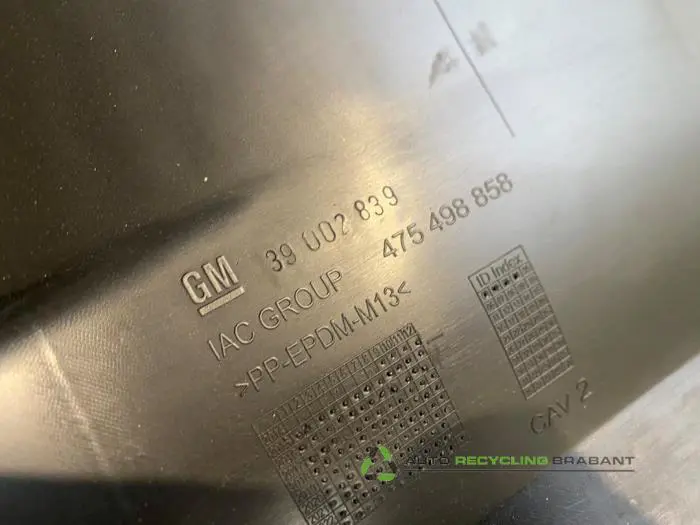 GM 39 002 839
IAC GROUP 475 498 858
>PP-EPDM-M13<
ID Index
CAV 2
AUTO RECYCLING BRABANT